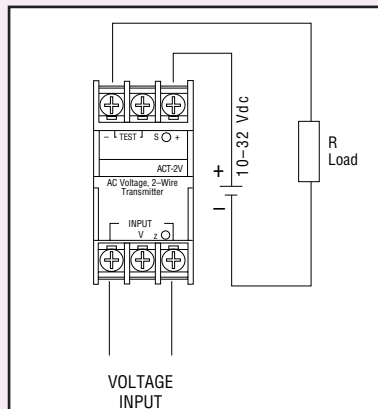 – TEST S +
ACT-2V
AC Voltage, 2–Wire
Transmitter
INPUT
V z
10–32 Vdc
+
–
R
Load
VOLTAGE
INPUT